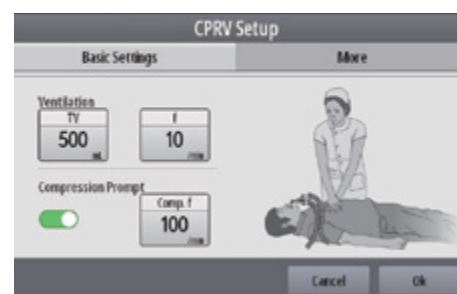 CPRV Setup
Basic Settings More
Ventilation
TV f
500 10
mL /min
Compression Prompt
Comp. f
100
/min
Cancel Ok